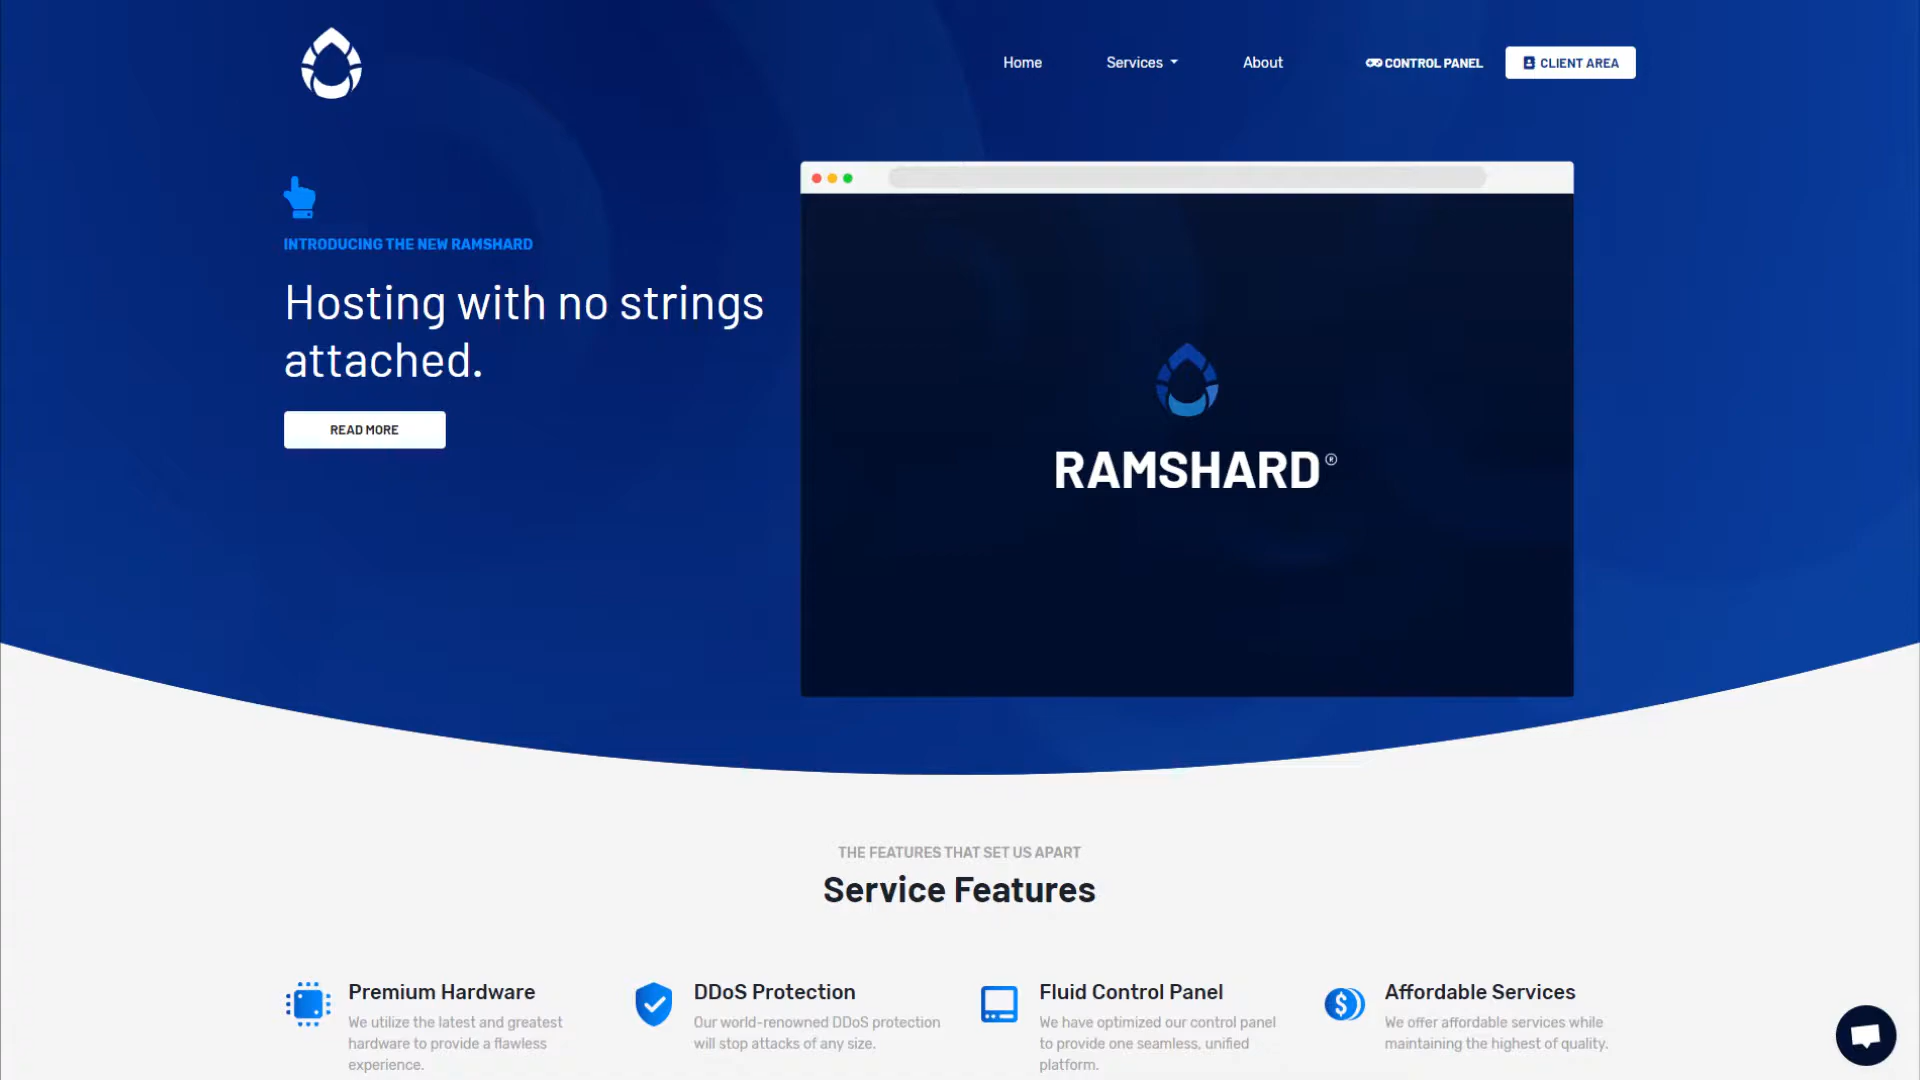 Home
Services
About
CONTROL PANEL
CLIENT AREA
INTRODUCING THE NEW RAMSHARD
Hosting with no strings
attached.
READ MORE
RAMSHARD®
THE FEATURES THAT SET US APART
Service Features
Premium Hardware
We utilize the latest and greatest
hardware to provide a flawless
experience.
DDoS Protection
Our world-renowned DDoS protection
will stop attacks of any size.
Fluid Control Panel
We have optimized our control panel
to provide one seamless, unified
platform.
Affordable Services
We offer affordable services while
maintaining the highest of quality.